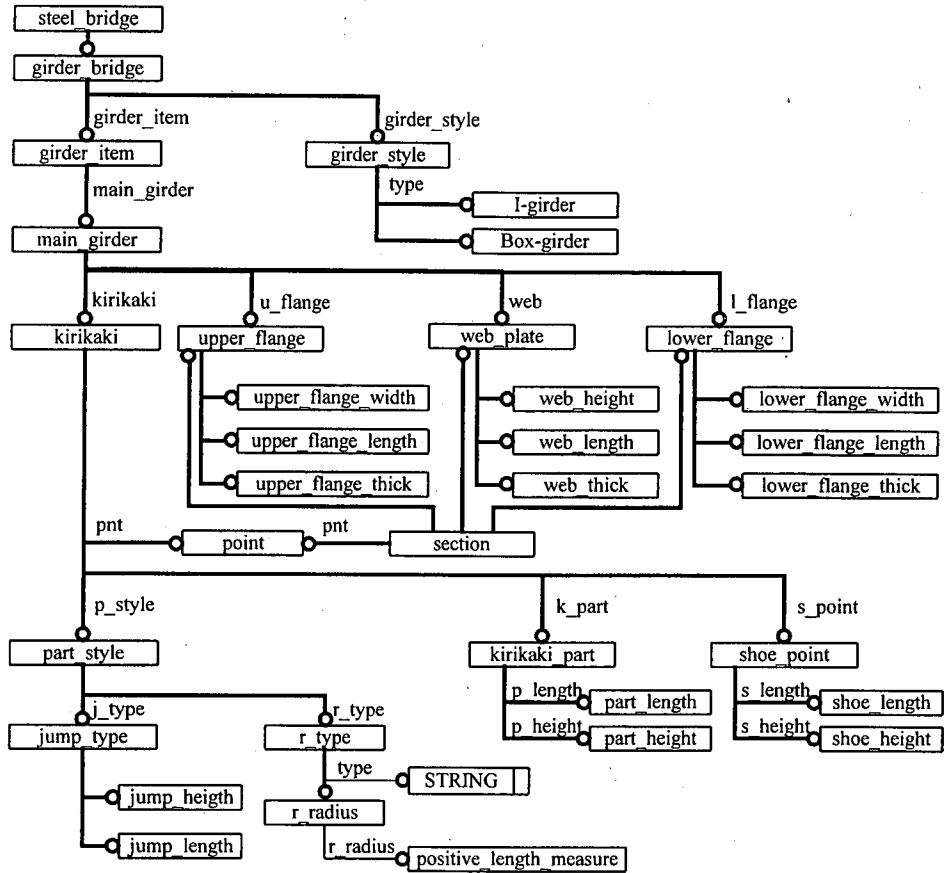 steel_bridge
girder_bridge
girder_item
girder_style
girder_item
girder_style
type
main_girder
I-girder
main_girder
Box-girder
kirikaki
u_flange
web
l_flange
kirikaki
upper_flange
web_plate
lower_flange
upper_flange_width
web_height
lower_flange_width
upper_flange_length
web_length
lower_flange_length
upper_flange_thick
web_thick
lower_flange_thick
pnt
pnt
point
section
p_style
k_part
s_point
part_style
kirikaki_part
shoe_point
p_length
part_length
s_length
shoe_length
j_type
r_type
p_height
part_height
s_height
shoe_height
jump_type
r_type
type
STRING
jump_heigth
r_radius
jump_length
r_radius
positive_length_measure